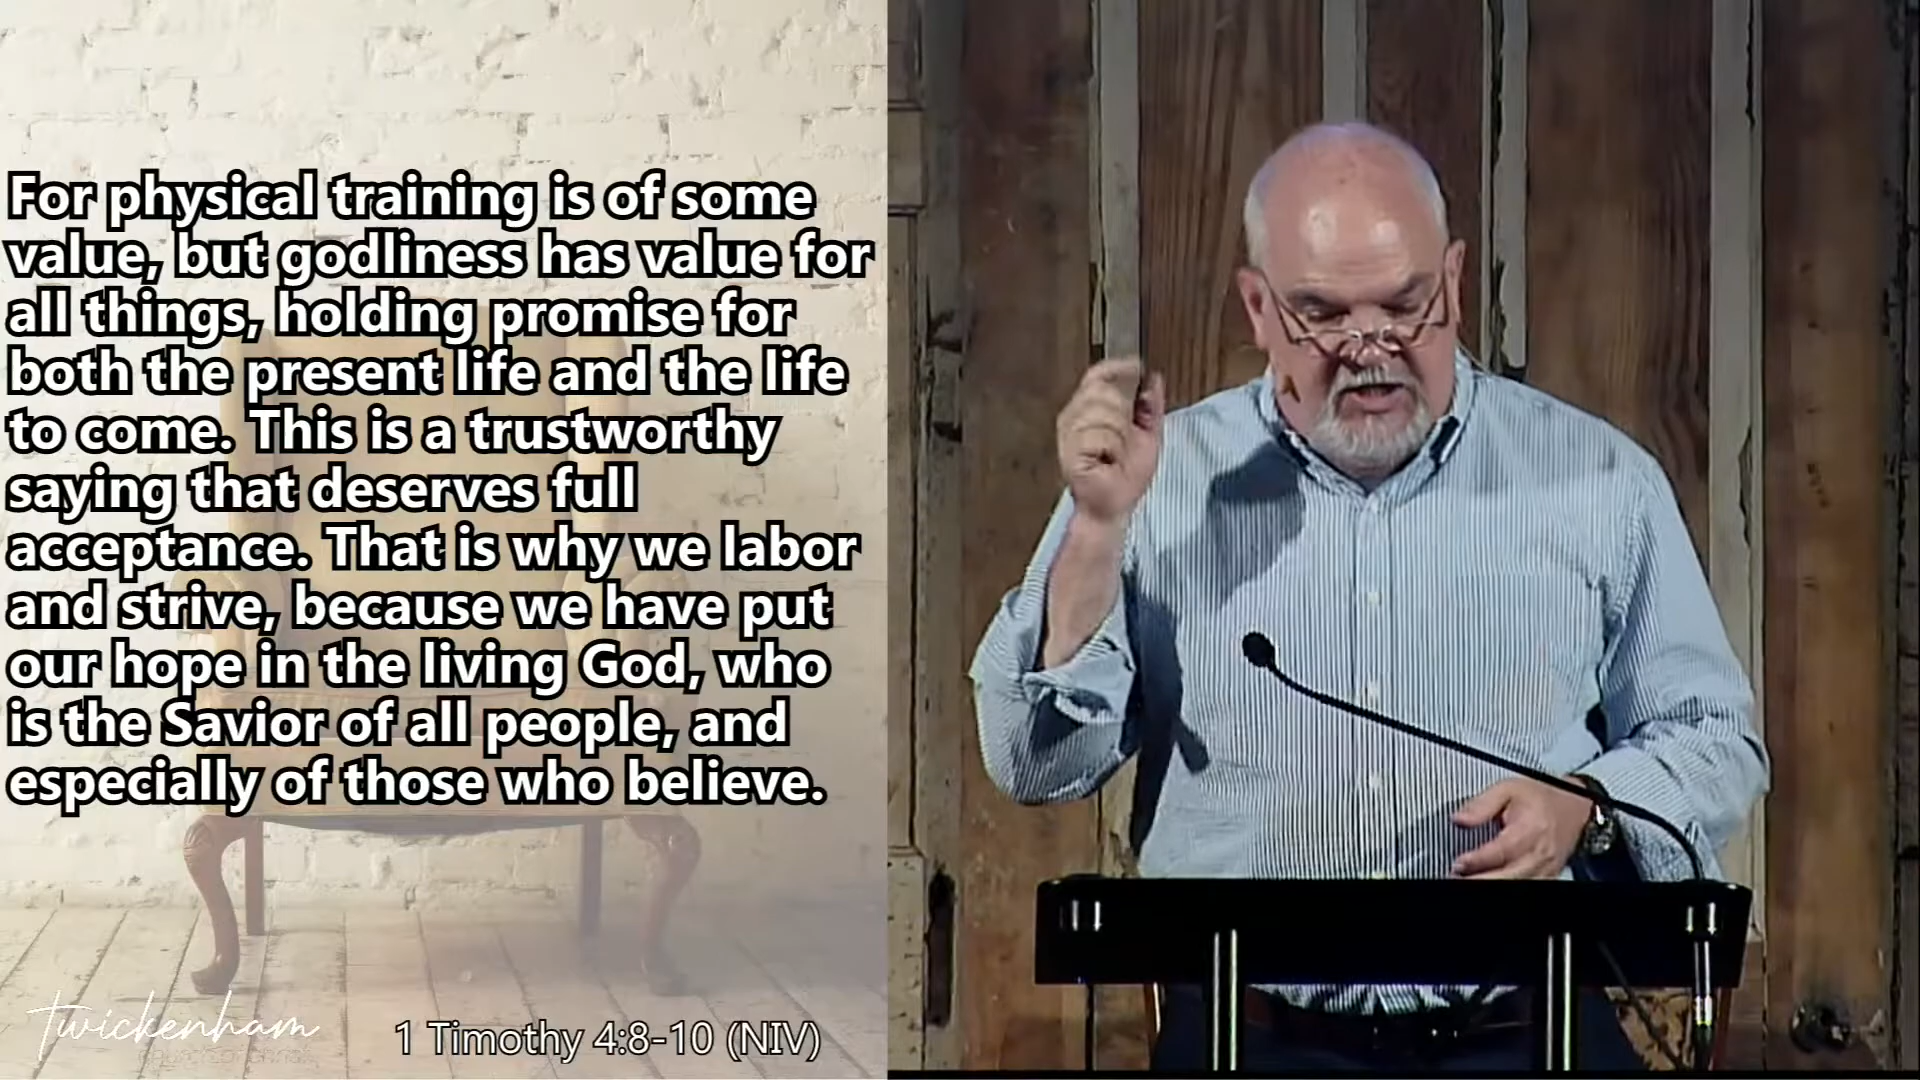 For physical training is of some
value, but godliness has value for
all things, holding promise for
both the present life and the life
to come. This is a trustworthy
saying that deserves full
acceptance. That is why we labor
and strive, because we have put
our hope in the living God, who
is the Savior of all people, and
especially of those who believe.
twickenham
CHURCH OF CHRIST
1 Timothy 4:8-10 (NIV)